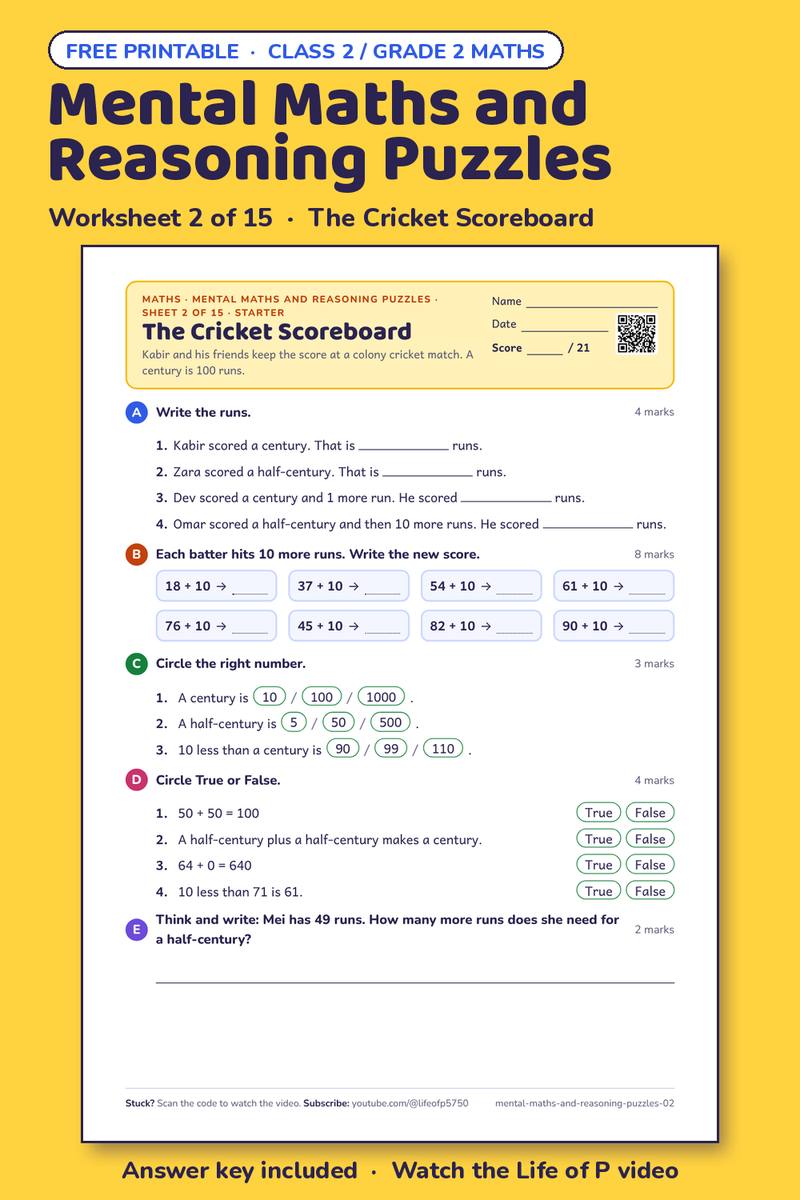 FREE PRINTABLE · CLASS 2 / GRADE 2 MATHS
Mental Maths and
Reasoning Puzzles
Worksheet 2 of 15 · The Cricket Scoreboard
MATHS · MENTAL MATHS AND REASONING PUZZLES ·
SHEET 2 OF 15 · STARTER
The Cricket Scoreboard
Kabir and his friends keep the score at a colony cricket match. A
century is 100 runs.
Name
Date
Score / 21
A Write the runs. 4 marks
1. Kabir scored a century. That is ____________ runs.
2. Zara scored a half-century. That is ____________ runs.
3. Dev scored a century and 1 more run. He scored ____________ runs.
4. Omar scored a half-century and then 10 more runs. He scored ____________ runs.
B Each batter hits 10 more runs. Write the new score. 8 marks
18 + 10 → _____ 37 + 10 → _____ 54 + 10 → _____ 61 + 10 → _____
76 + 10 → _____ 45 + 10 → _____ 82 + 10 → _____ 90 + 10 → _____
C Circle the right number. 3 marks
1. A century is 10 / 100 / 1000 .
2. A half-century is 5 / 50 / 500 .
3. 10 less than a century is 90 / 99 / 110 .
D Circle True or False. 4 marks
1. 50 + 50 = 100 True False
2. A half-century plus a half-century makes a century. True False
3. 64 + 0 = 640 True False
4. 10 less than 71 is 61. True False
E Think and write: Mei has 49 runs. How many more runs does she need for
a half-century? 2 marks
Stuck? Scan the code to watch the video. Subscribe: youtube.com/@lifeofp5750 mental-maths-and-reasoning-puzzles-02
Answer key included · Watch the Life of P video